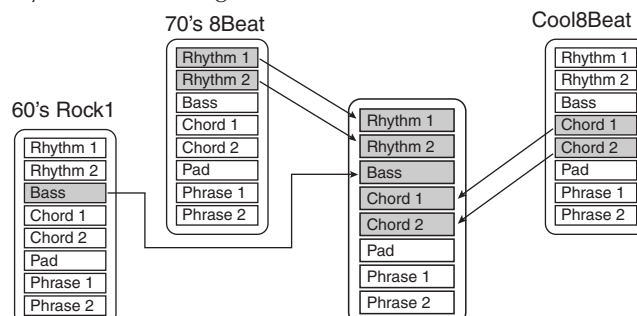 70's 8Beat
Rhythm 1
Rhythm 2
Bass
Chord 1
Chord 2
Pad
Phrase 1
Phrase 2
Cool8Beat
Rhythm 1
Rhythm 2
Bass
Chord 1
Chord 2
Pad
Phrase 1
Phrase 2
60's Rock1
Rhythm 1
Rhythm 2
Bass
Chord 1
Chord 2
Pad
Phrase 1
Phrase 2
Rhythm 1
Rhythm 2
Bass
Chord 1
Chord 2
Pad
Phrase 1
Phrase 2